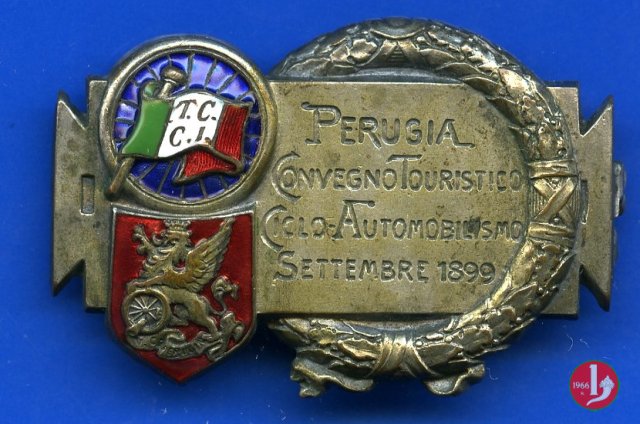 T.C.
C.I.
PERUGIA
CONVEGNO TOURISTICO
CICLO-AUTOMOBILISMO
SETTEMBRE 1899
1966